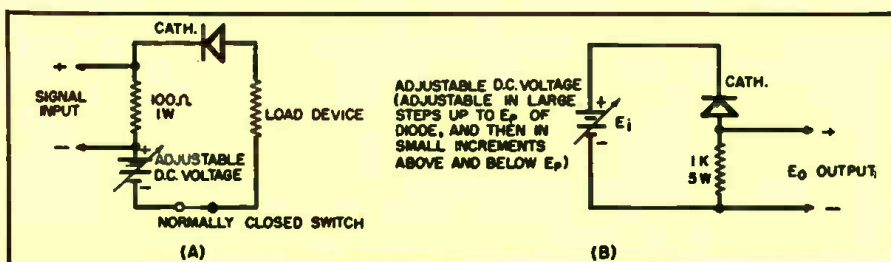 CATH.
+
SIGNAL
INPUT
100Ω
1W
LOAD DEVICE
-
+
ADJUSTABLE
D.C. VOLTAGE
-
NORMALLY CLOSED SWITCH
(A)
ADJUSTABLE D.C. VOLTAGE
(ADJUSTABLE IN LARGE
STEPS UP TO Ep OF
DIODE, AND THEN IN
SMALL INCREMENTS
ABOVE AND BELOW Ep)
+
Ei
-
CATH.
+
1K
5W
EO OUTPUT
-
(B)